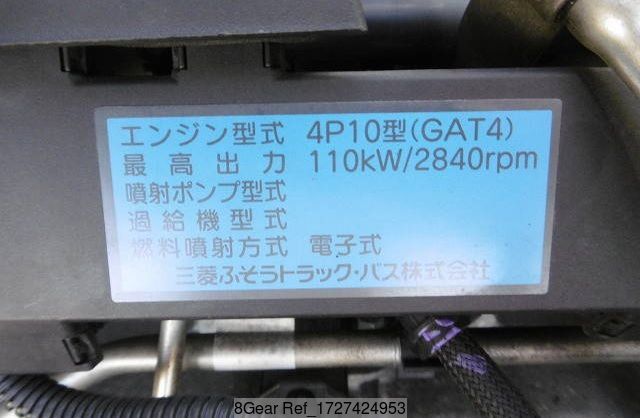 エンジン型式 4P10型(GAT4)
最高出力 110kW/2840rpm
噴射ポンプ型式
過給機型式
燃料噴射方式 電子式
三菱ふそうトラック・バス株式会社
8Gear Ref_1727424953